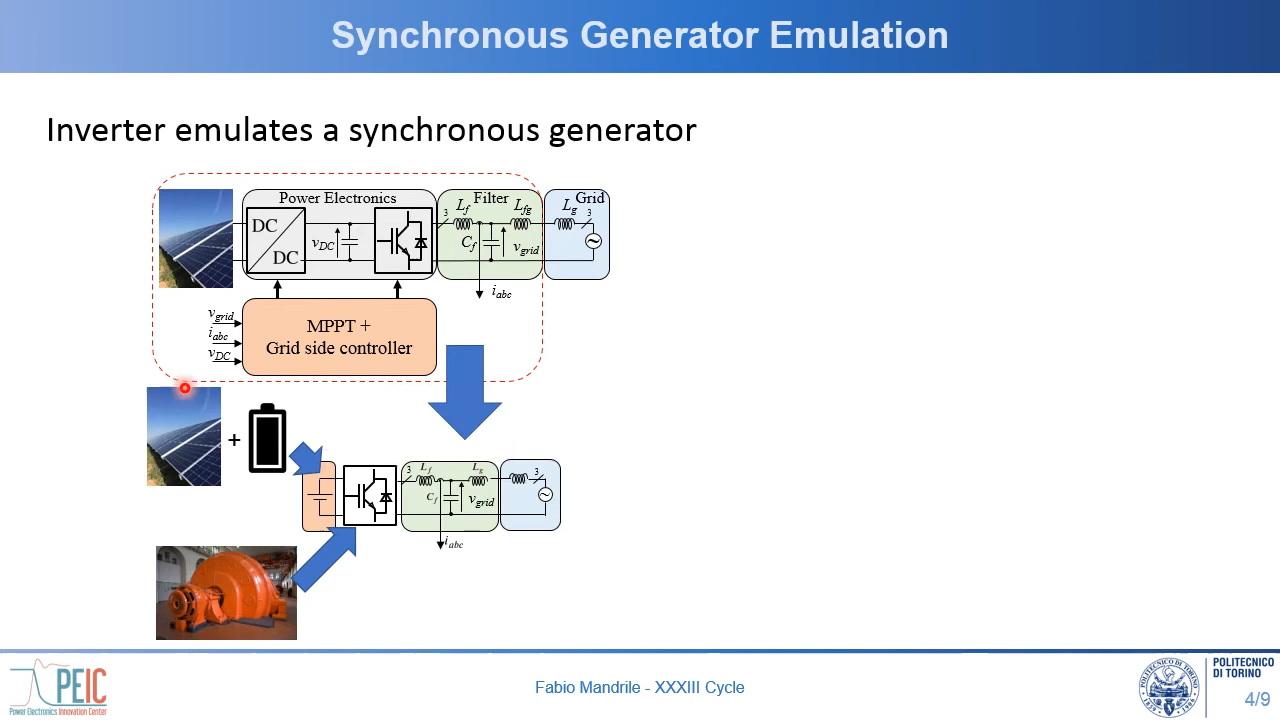 Synchronous Generator Emulation
Inverter emulates a synchronous generator
Power Electronics
Filter
Grid
DC
DC
vDC
3
Lf
Lfg
Cf
vgrid
iabc
Lg
3
vgrid
iabc
vDC
MPPT +
Grid side controller
+
3
Lf
Lg
Cf
vgrid
iabc
3
PEIC
Power Electronics Innovation Center
Fabio Mandrile - XXXIII Cycle
POLITECNICO
DI TORINO
4/9